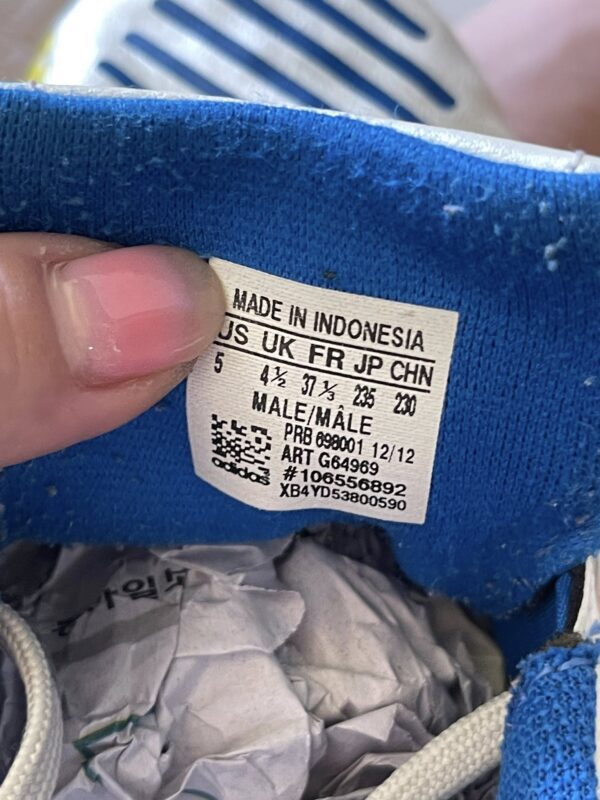 MADE IN INDONESIA
US UK FR JP CHN
5 4½ 37⅓ 235 230
MALE/MÂLE
PRB 698001 12/12
ART G64969
#106556892
XB4YD53800590
adidas